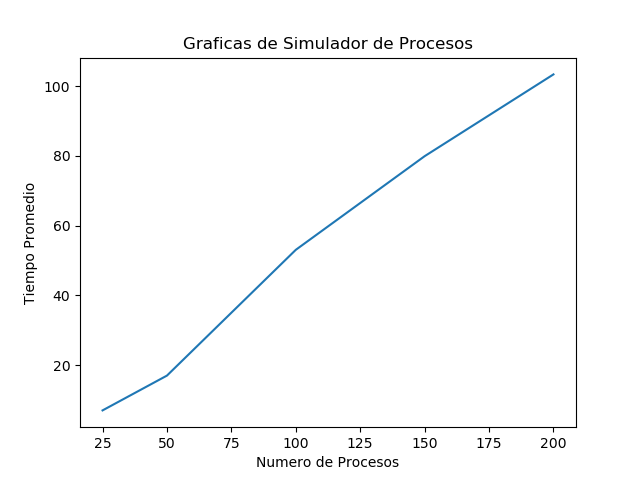 Graficas de Simulador de Procesos
100
80
60
40
20
Tiempo Promedio
25 50 75 100 125 150 175 200
Numero de Procesos